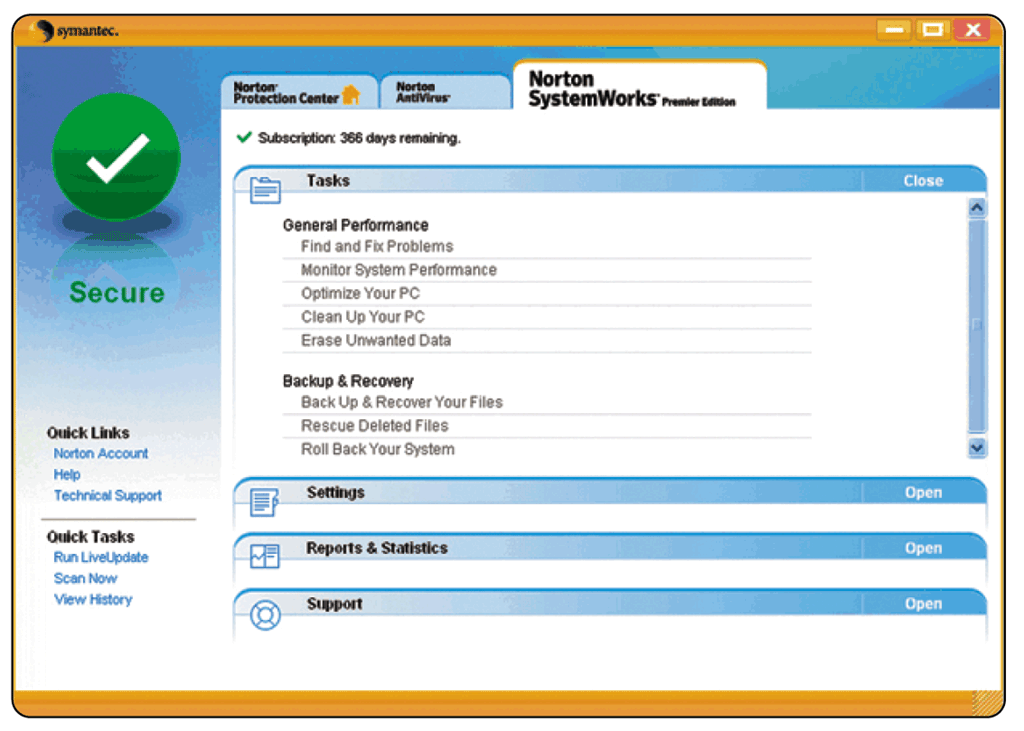 symantec.
Norton
Protection Center
Norton
AntiVirus
Norton
SystemWorks Premier Edition
Subscription: 366 days remaining.
Secure
Tasks Close
General Performance
Find and Fix Problems
Monitor System Performance
Optimize Your PC
Clean Up Your PC
Erase Unwanted Data
Backup & Recovery
Back Up & Recover Your Files
Rescue Deleted Files
Roll Back Your System
Settings Open
Reports & Statistics Open
Support Open
Quick Links
Norton Account
Help
Technical Support
Quick Tasks
Run LiveUpdate
Scan Now
View History